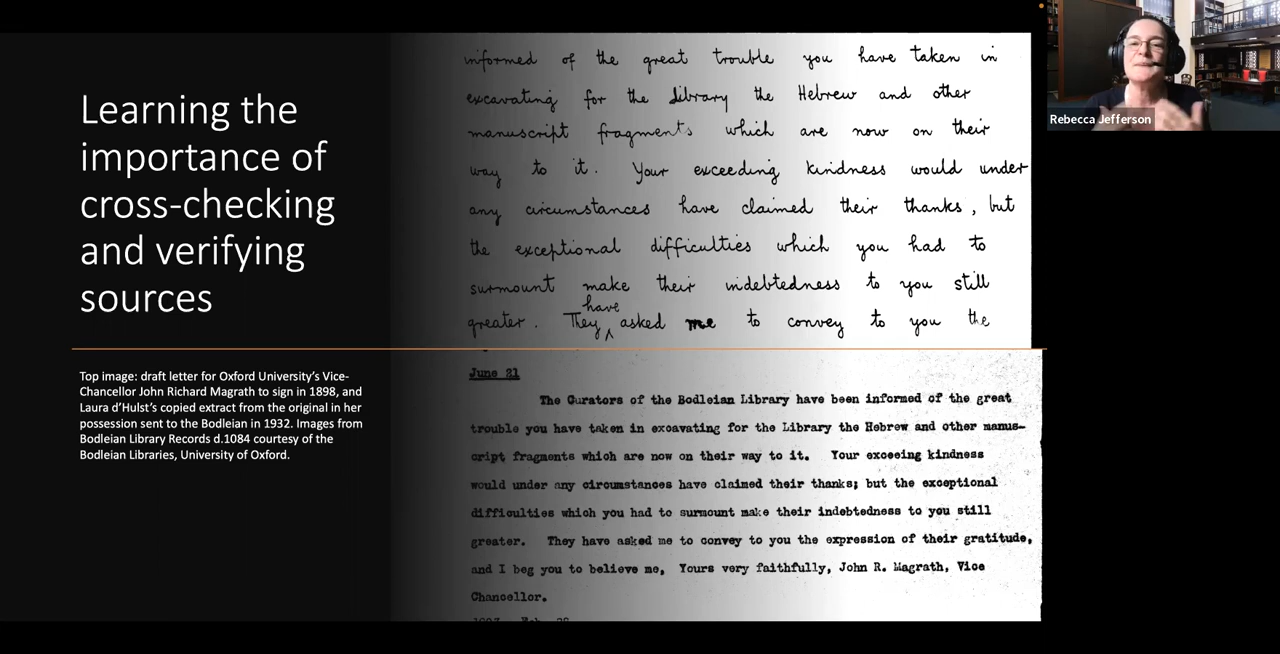 Learning the
importance of
cross-checking
and verifying
sources
Top image: draft letter for Oxford University's Vice-
Chancellor John Richard Magrath to sign in 1898, and
Laura d'Hulst's copied extract from the original in her
possession sent to the Bodleian in 1932. Images from
Bodleian Library Records d.1084 courtesy of the
Bodleian Libraries, University of Oxford.
informed of the great trouble you have taken in
excavating for the Library the Hebrew and other
manuscript fragments which are now on their
way to it. Your exceeding kindness would under
any circumstances have claimed their thanks, but
the exceptional difficulties which you had to
surmount make their indebtedness to you still
have
greater. They ^ asked me to convey to you the
June 21
The Curators of the Bodleian Library have been informed of the great
trouble you have taken in excavating for the Library the Hebrew and other manus-
cript fragments which are now on their way to it. Your exceeing kindness
would under any circumstances have claimed their thanks; but the exceptional
difficulties which you had to surmount make their indebtedness to you still
greater. They have asked me to convey to you the expression of their gratitude,
and I beg you to believe me, Yours very faithfully, John R. Magrath, Vice
Chancellor.
Rebecca Jefferson